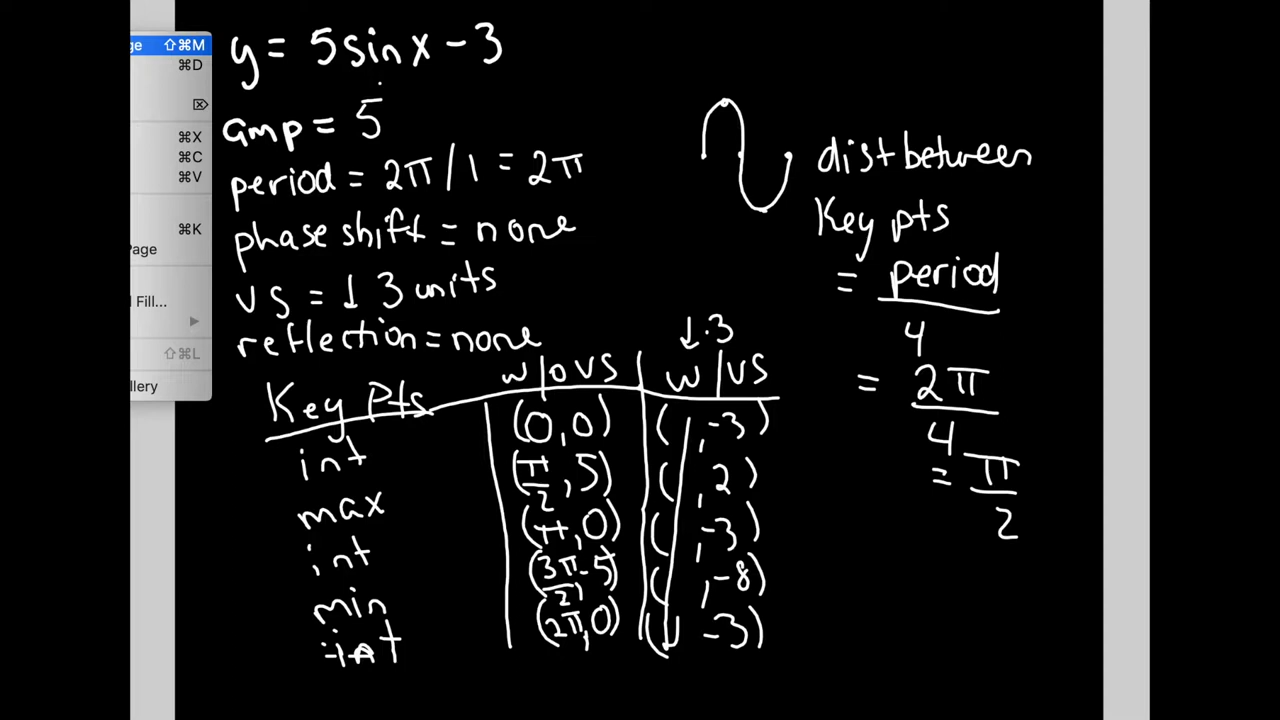 ge ⇧⌘M
⌘D
⌦
⌘X
⌘C
⌘V
⌘K
Page
d Fill...
⇧⌘L
llery
y = 5sinx - 3
amp = 5
period = 2π/1 = 2π
phase shift = none
VS = ↓ 3 units
reflection = none
dist between
Key pts
= period
4
= 2π
4
= π
2
↓ 3
Key Pts w/o VS w/ VS
int (0,0) ( ,-3)
max (π/2, 5) ( , 2)
int (π, 0) ( , -3)
min (3π/2, -5) ( , -8)
int (2π, 0) ( -3)